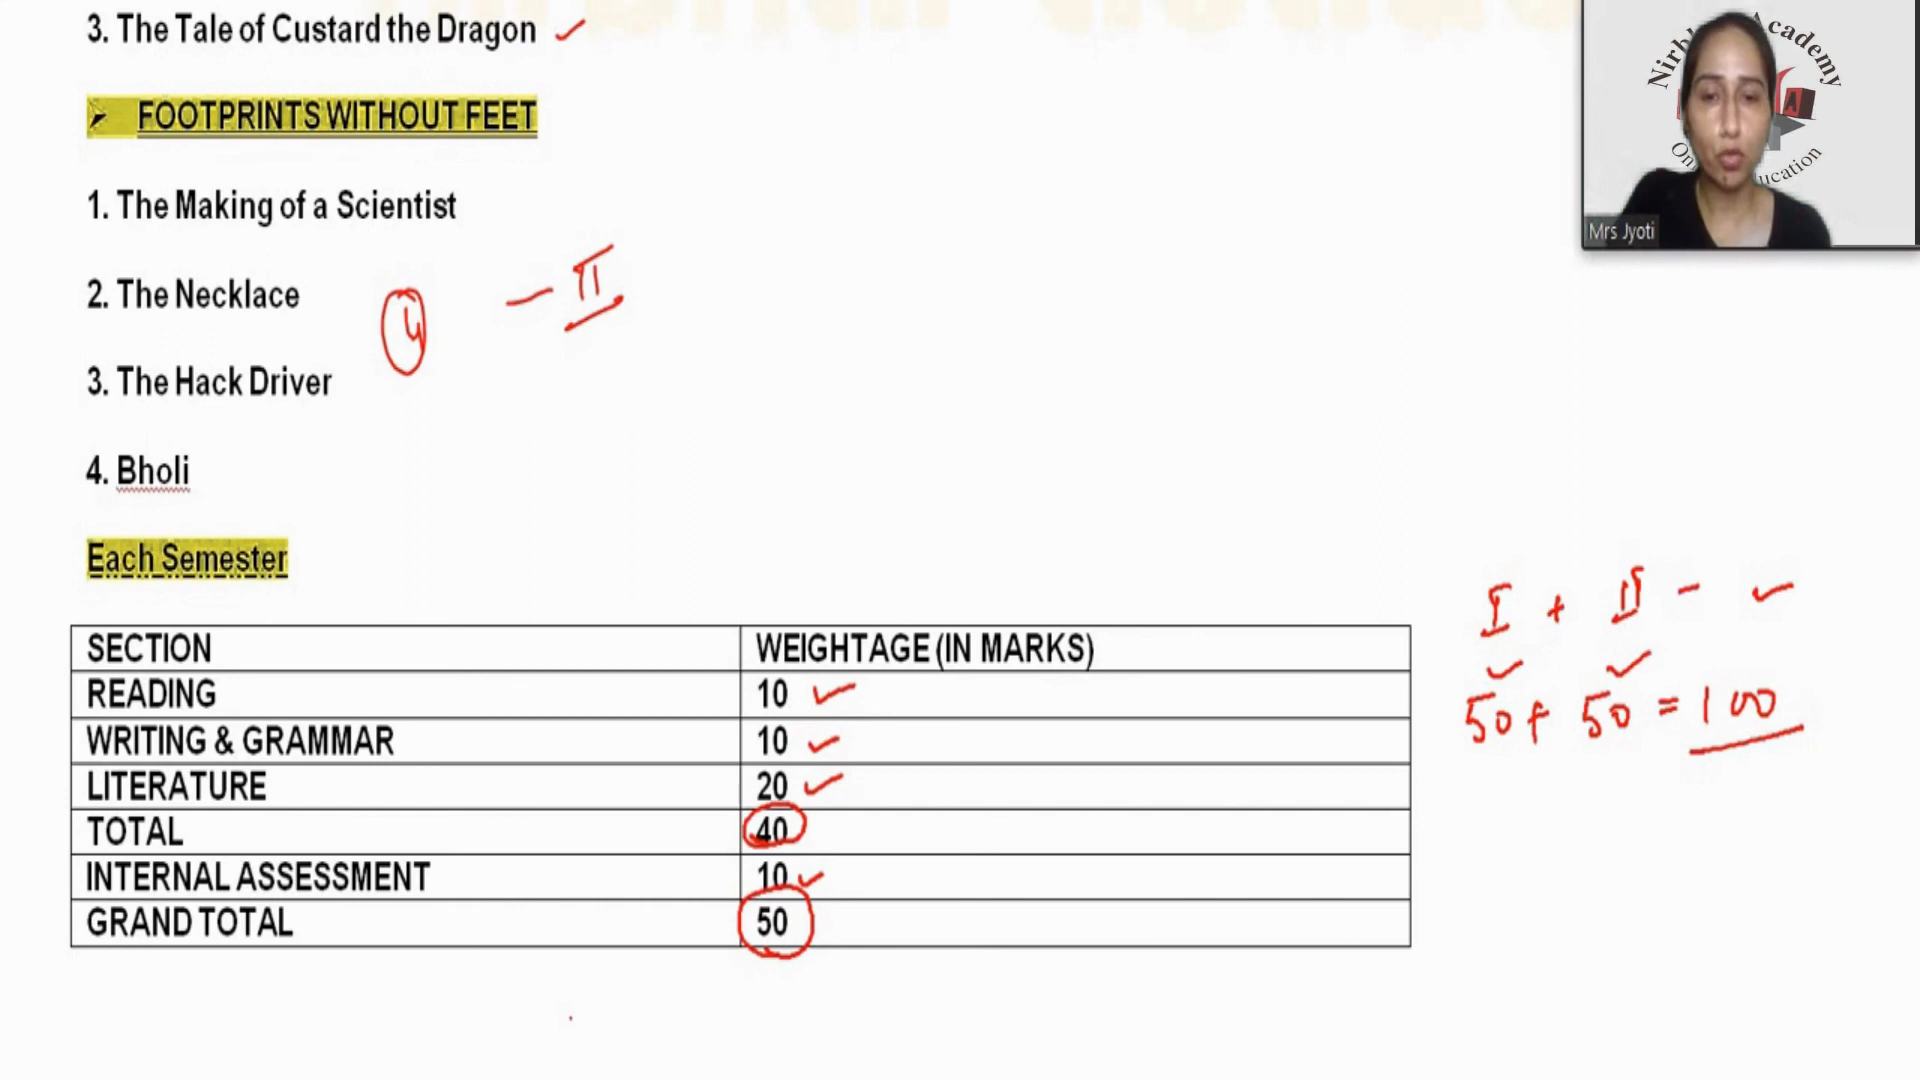 3. The Tale of Custard the Dragon
FOOTPRINTS WITHOUT FEET
1. The Making of a Scientist
2. The Necklace
4 - II
3. The Hack Driver
4. Bholi
Each Semester
SECTION WEIGHTAGE (IN MARKS)
READING 10
WRITING & GRAMMAR 10
LITERATURE 20
TOTAL 40
INTERNAL ASSESSMENT 10
GRAND TOTAL 50
I + II -
50 + 50 = 100
Academy
Mrs Jyoti